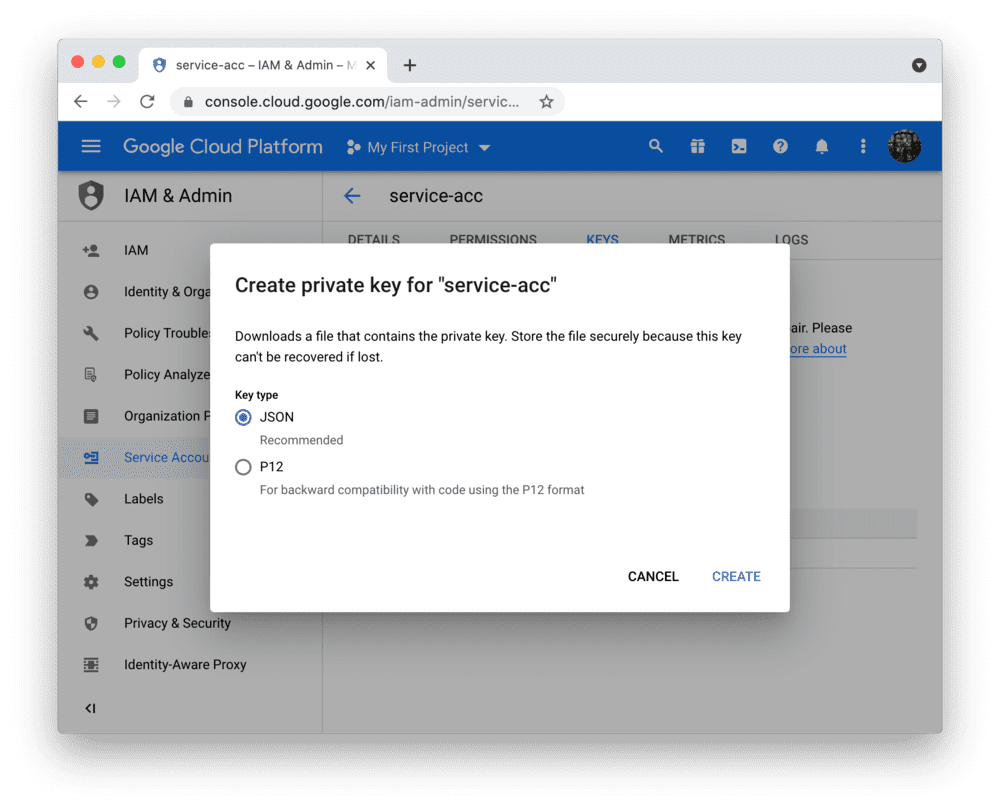 service-acc – IAM & Admin – M
console.cloud.google.com/iam-admin/servic...
Google Cloud Platform
My First Project
IAM & Admin
service-acc
DETAILS PERMISSIONS KEYS METRICS LOGS
IAM
Identity & Orga
Policy Troubles
Policy Analyze
Organization P
Service Accou
Labels
Tags
Settings
Privacy & Security
Identity-Aware Proxy
air. Please
ore about
Create private key for "service-acc"
Downloads a file that contains the private key. Store the file securely because this key
can't be recovered if lost.
Key type
JSON
Recommended
P12
For backward compatibility with code using the P12 format
CANCEL CREATE